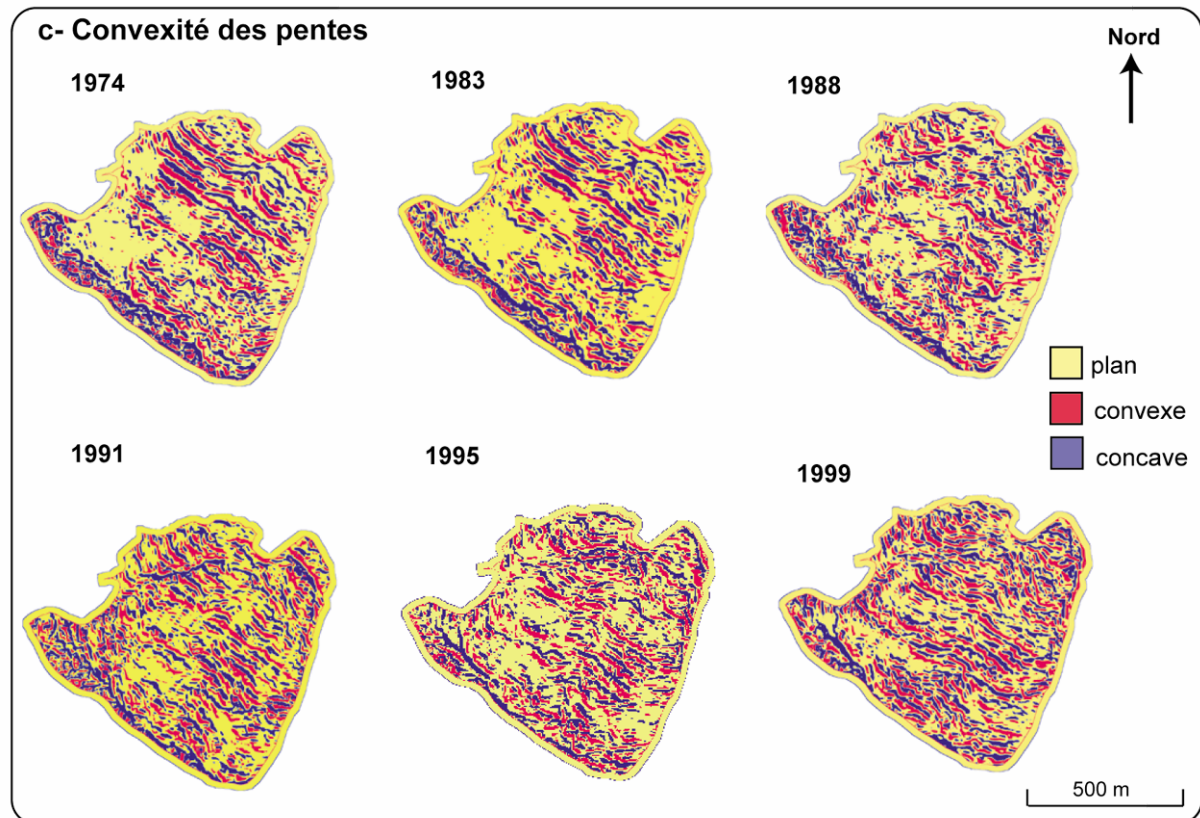 c- Convexité des pentes
Nord
1974
1983
1988
plan
convexe
concave
1991
1995
1999
500 m